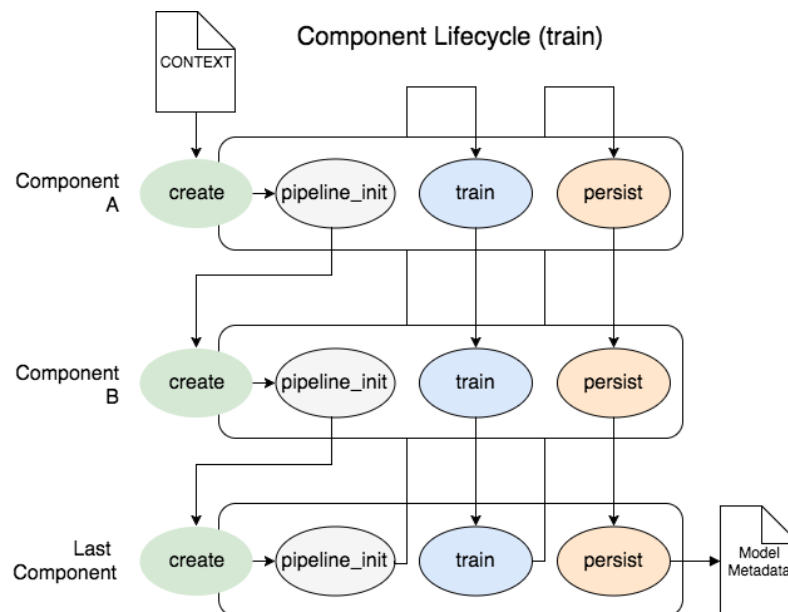 Component Lifecycle (train)
CONTEXT
Component
A
create
pipeline_init
train
persist
Component
B
create
pipeline_init
train
persist
Last
Component
create
pipeline_init
train
persist
Model
Metadata